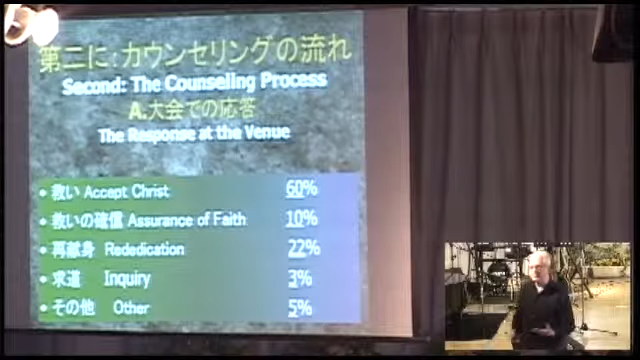 第二に:カウンセリングの流れ
Second: The Counseling Process
A.大会での応答
The Response at the Venue
• 救い Accept Christ 60%
• 救いの確信 Assurance of Faith 10%
• 再献身 Rededication 22%
• 求道 Inquiry 3%
• その他 Other 5%